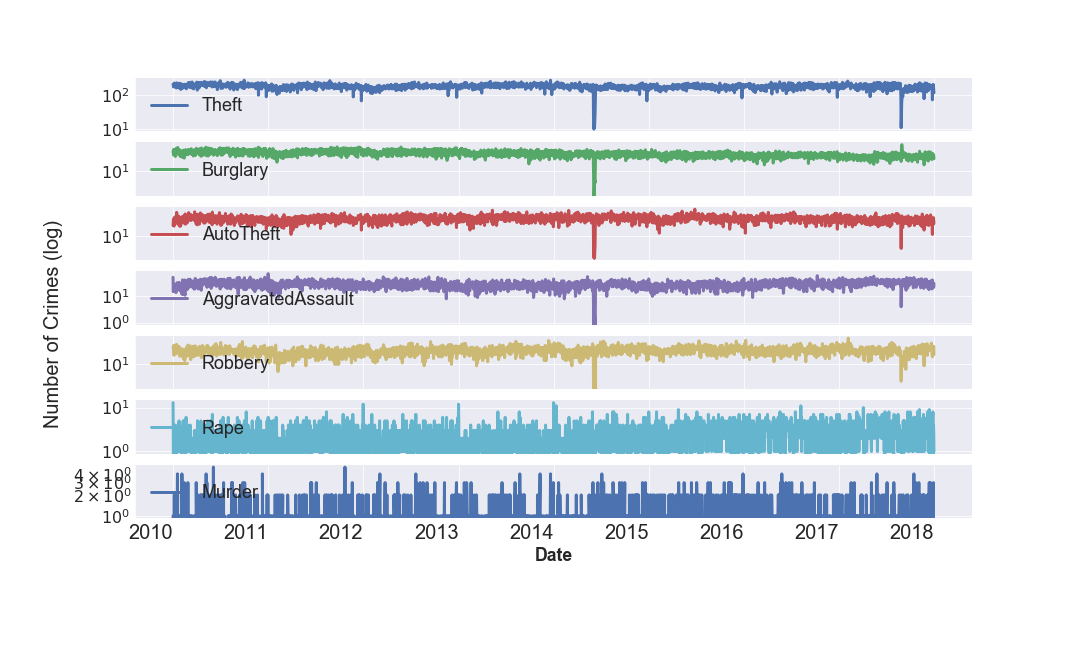 Number of Crimes (log)
10²
10¹
Theft
10¹
Burglary
10¹
AutoTheft
10¹
10⁰
AggravatedAssault
10¹
Robbery
10¹
10⁰
Rape
4 × 10⁰
3 × 10⁰
2 × 10⁰
10⁰
Murder
2010 2011 2012 2013 2014 2015 2016 2017 2018
Date